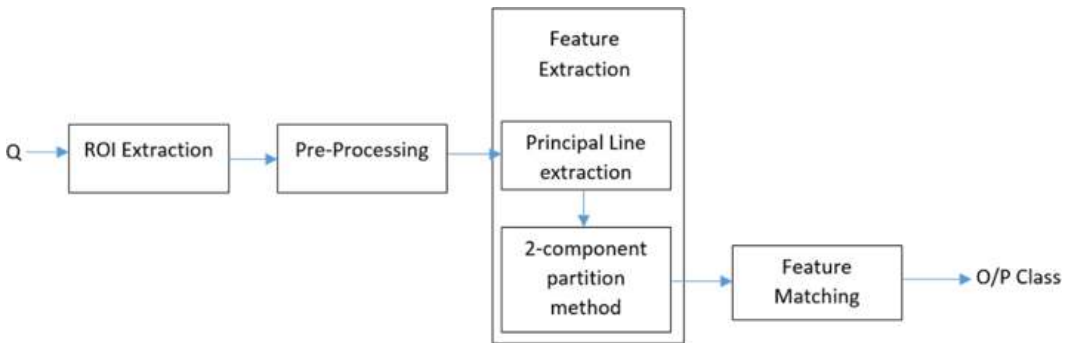 Feature
Extraction
Q
ROI Extraction
Pre-Processing
Principal Line
extraction
2-component
partition
method
Feature
Matching
O/P Class